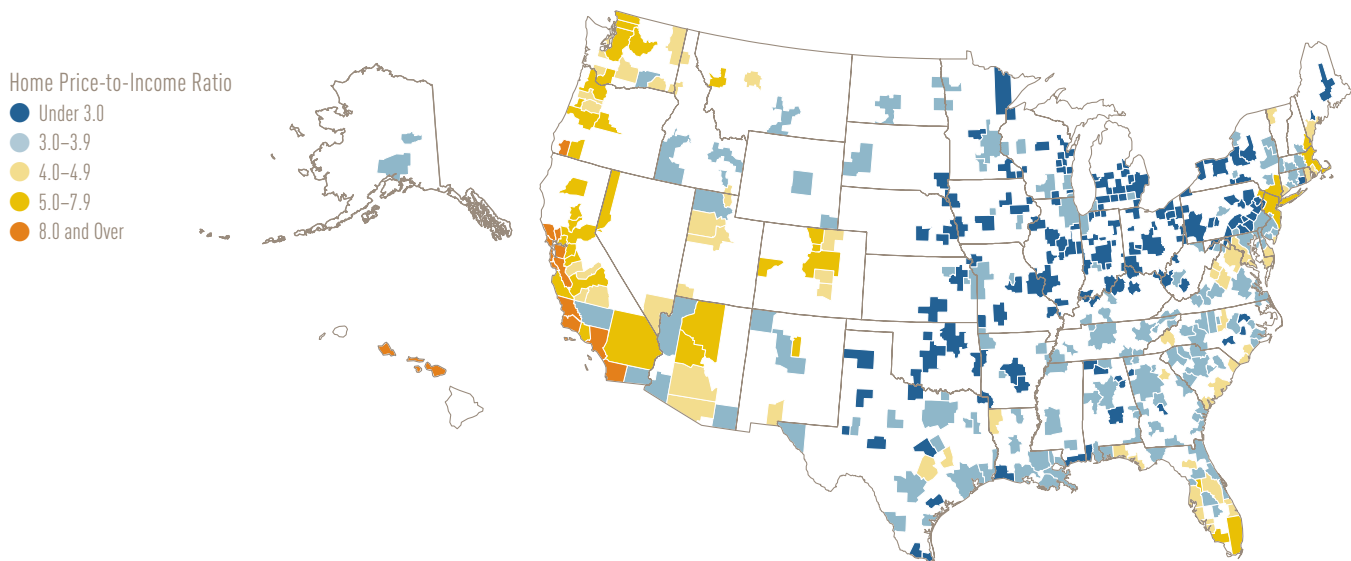 Home Price-to-Income Ratio
Under 3.0
3.0–3.9
4.0–4.9
5.0–7.9
8.0 and Over